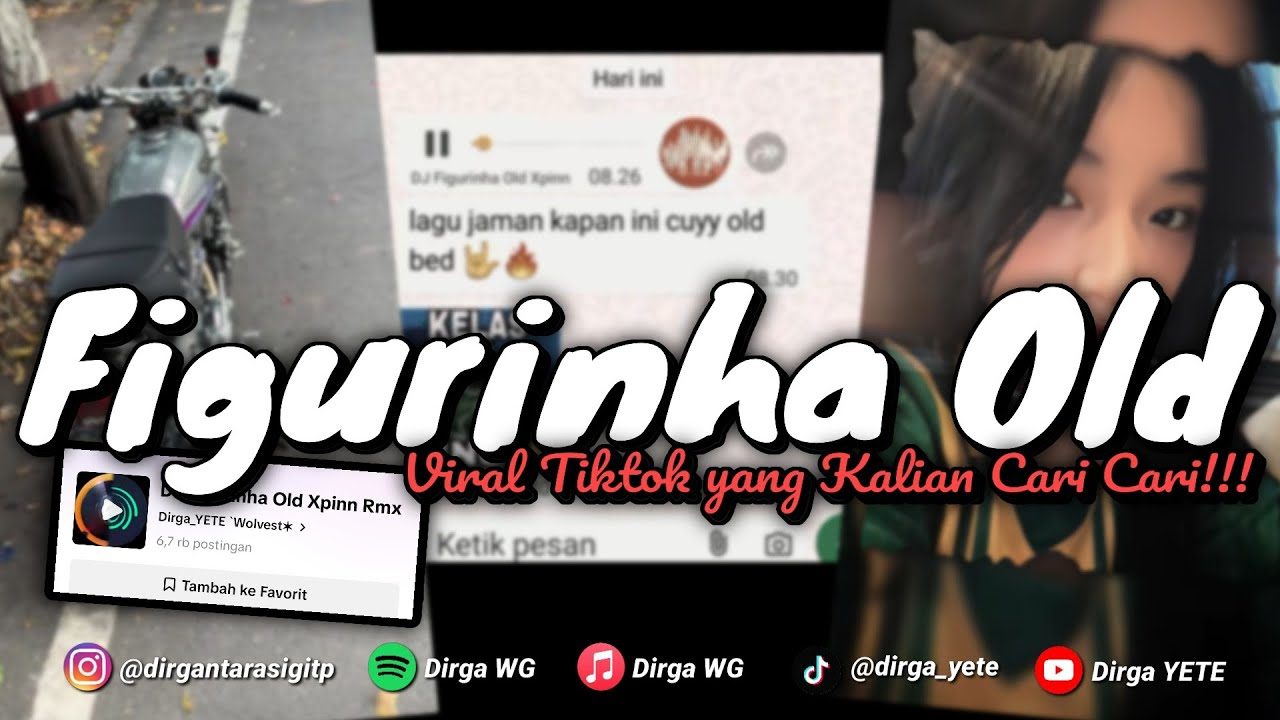 Hari ini
DJ Figurinha Old Xpinn 08.26
lagu jaman kapan ini cuyy old
bed 🤟🔥
08.30
KELAS
Figurinha Old
Viral Tiktok yang Kalian Cari Cari!!!
Old Xpinn Rmx
Dirga_YETE `Wolvest✶ >
6,7 rb postingan
Tambah ke Favorit
Ketik pesan
@dirgantarasigitp
Dirga WG
Dirga WG
@dirga_yete
Dirga YETE